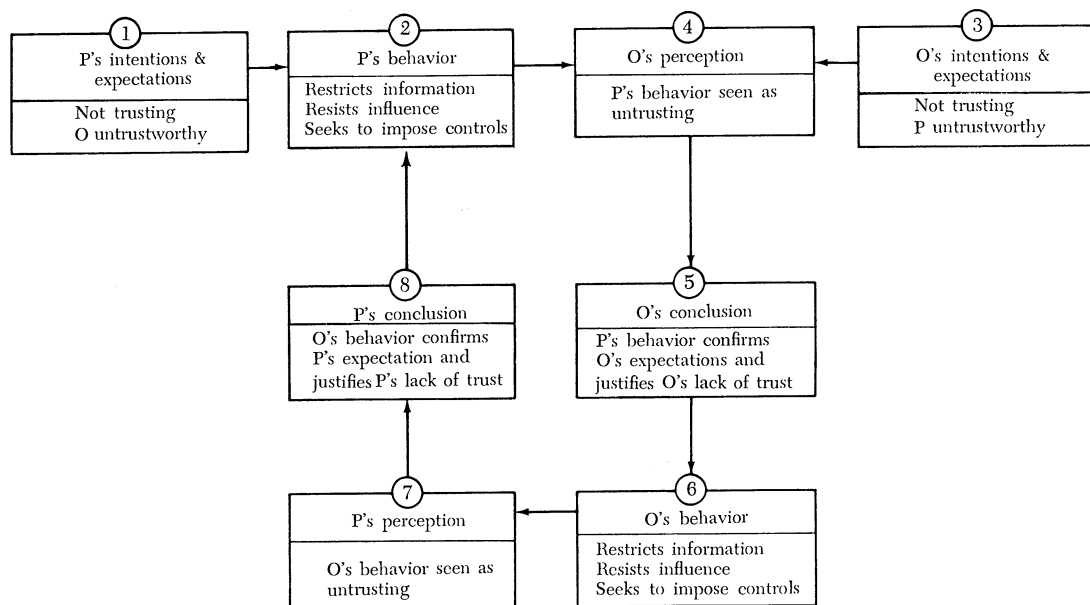 1
P's intentions &
expectations
Not trusting
O untrustworthy
2
P's behavior
Restricts information
Resists influence
Seeks to impose controls
4
O's perception
P's behavior seen as
untrusting
3
O's intentions &
expectations
Not trusting
P untrustworthy
8
P's conclusion
O's behavior confirms
P's expectation and
justifies P's lack of trust
5
O's conclusion
P's behavior confirms
O's expectations and
justifies O's lack of trust
7
P's perception
O's behavior seen as
untrusting
6
O's behavior
Restricts information
Resists influence
Seeks to impose controls